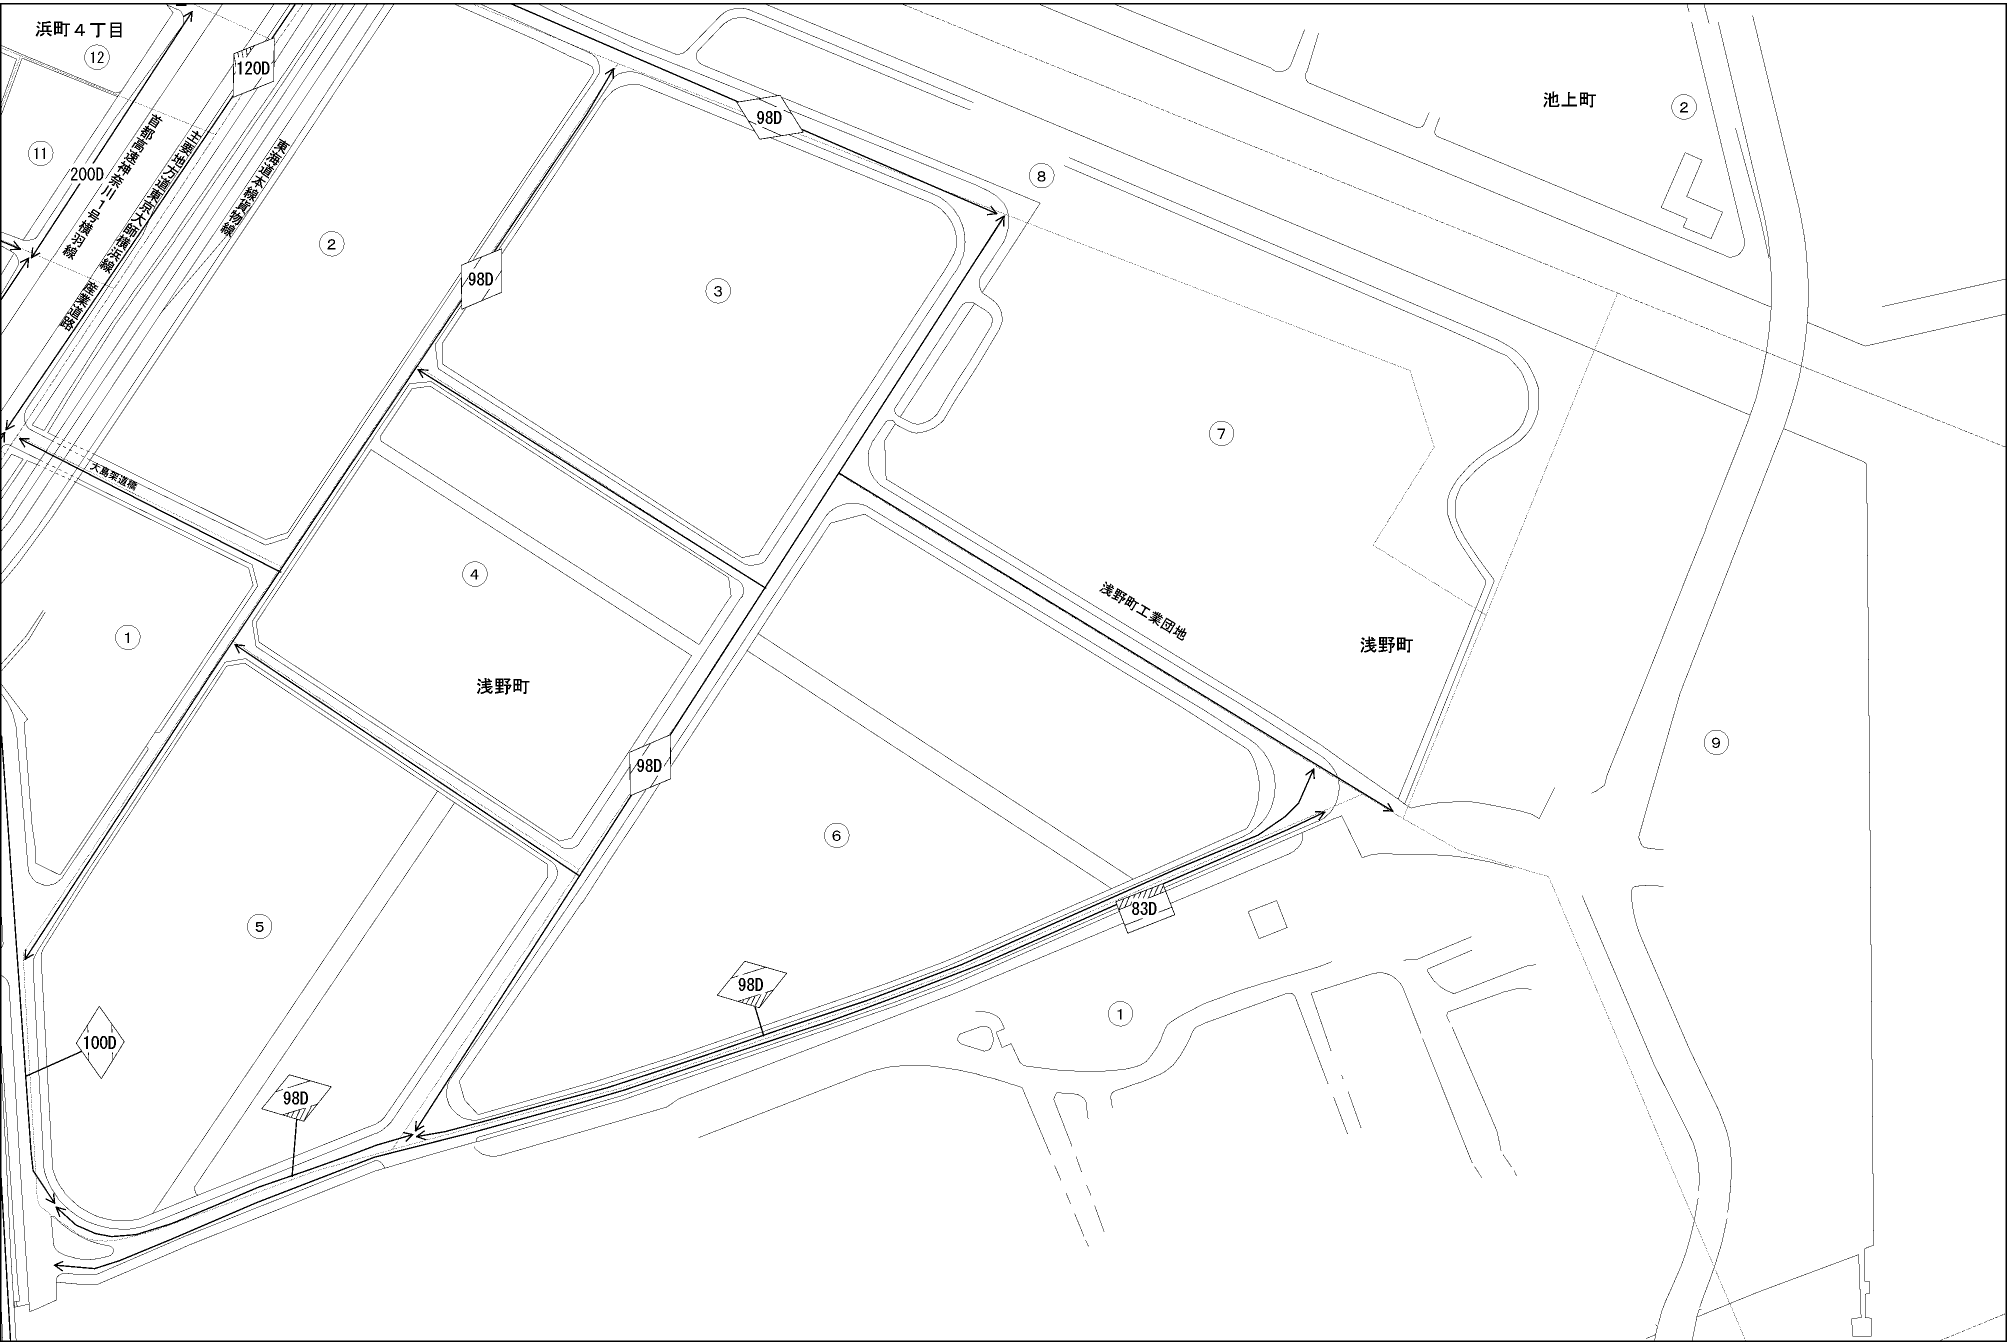 浜町４丁目
⑫
120D
池上町
②
98D
⑪
200D
首都高速神奈川１号横羽線
主要地方道東京大師横浜線 産業道路
東海道本線貨物線
⑧
②
98D
③
⑦
大島架道橋
④
浅野町工業団地
①
浅野町
浅野町
⑨
98D
⑥
83D
⑤
98D
①
100D
98D